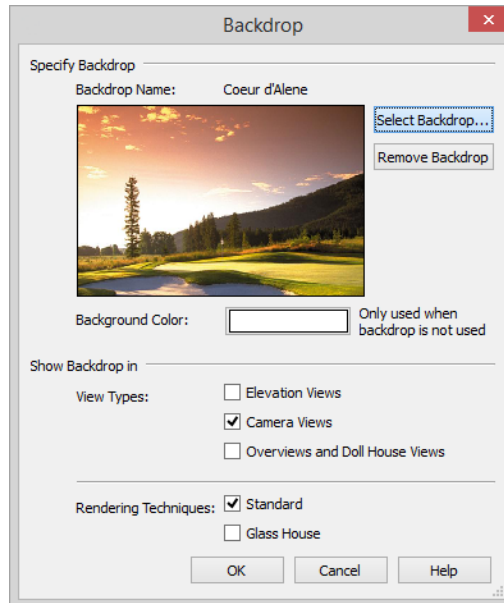 Backdrop
Specify Backdrop
Backdrop Name: Coeur d'Alene
Select Backdrop...
Remove Backdrop
Background Color:
Only used when
backdrop is not used
Show Backdrop in
View Types:
Elevation Views
Camera Views
Overviews and Doll House Views
Rendering Techniques:
Standard
Glass House
OK Cancel Help